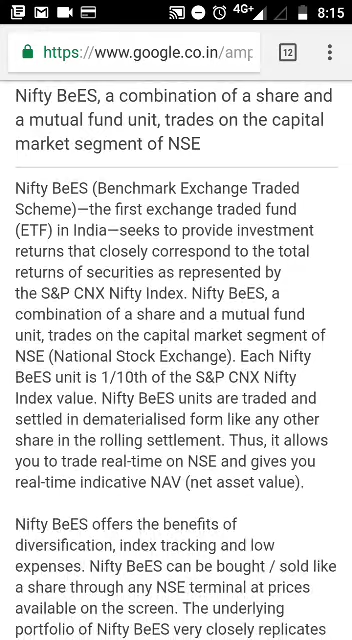 4G+ 8:15
https://www.google.co.in/amp 12
Nifty BeES, a combination of a share and
a mutual fund unit, trades on the capital
market segment of NSE
Nifty BeES (Benchmark Exchange Traded
Scheme)—the first exchange traded fund
(ETF) in India—seeks to provide investment
returns that closely correspond to the total
returns of securities as represented by
the S&P CNX Nifty Index. Nifty BeES, a
combination of a share and a mutual fund
unit, trades on the capital market segment of
NSE (National Stock Exchange). Each Nifty
BeES unit is 1/10th of the S&P CNX Nifty
Index value. Nifty BeES units are traded and
settled in dematerialised form like any other
share in the rolling settlement. Thus, it allows
you to trade real-time on NSE and gives you
real-time indicative NAV (net asset value).
Nifty BeES offers the benefits of
diversification, index tracking and low
expenses. Nifty BeES can be bought / sold like
a share through any NSE terminal at prices
available on the screen. The underlying
portfolio of Nifty BeES very closely replicates